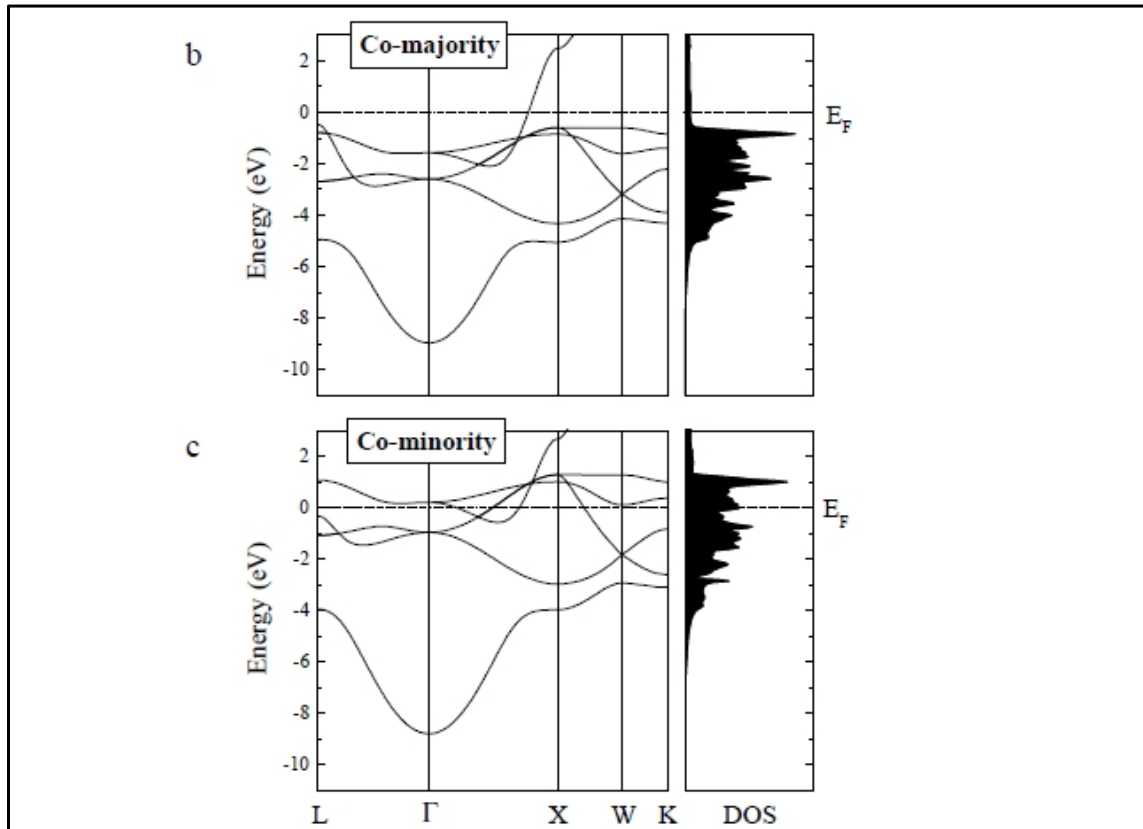 b
Co-majority
2
0
-2
-4
-6
-8
-10
Energy (eV)
E_F
c
Co-minority
2
0
-2
-4
-6
-8
-10
Energy (eV)
E_F
L Γ X W K DOS